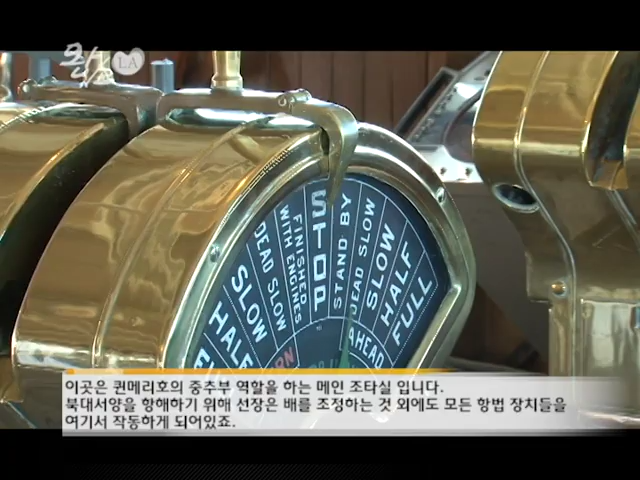 LA
FINISHED
WITH ENGINES
STOP
STAND BY
DEAD SLOW
SLOW
HALF
DEAD SLOW
SLOW
HALF
FULL
AHEAD
이곳은 퀸메리호의 중추부 역할을 하는 메인 조타실 입니다.
북대서양을 항해하기 위해 선장은 배를 조정하는 것 외에도 모든 항법 장치들을
여기서 작동하게 되어있죠.